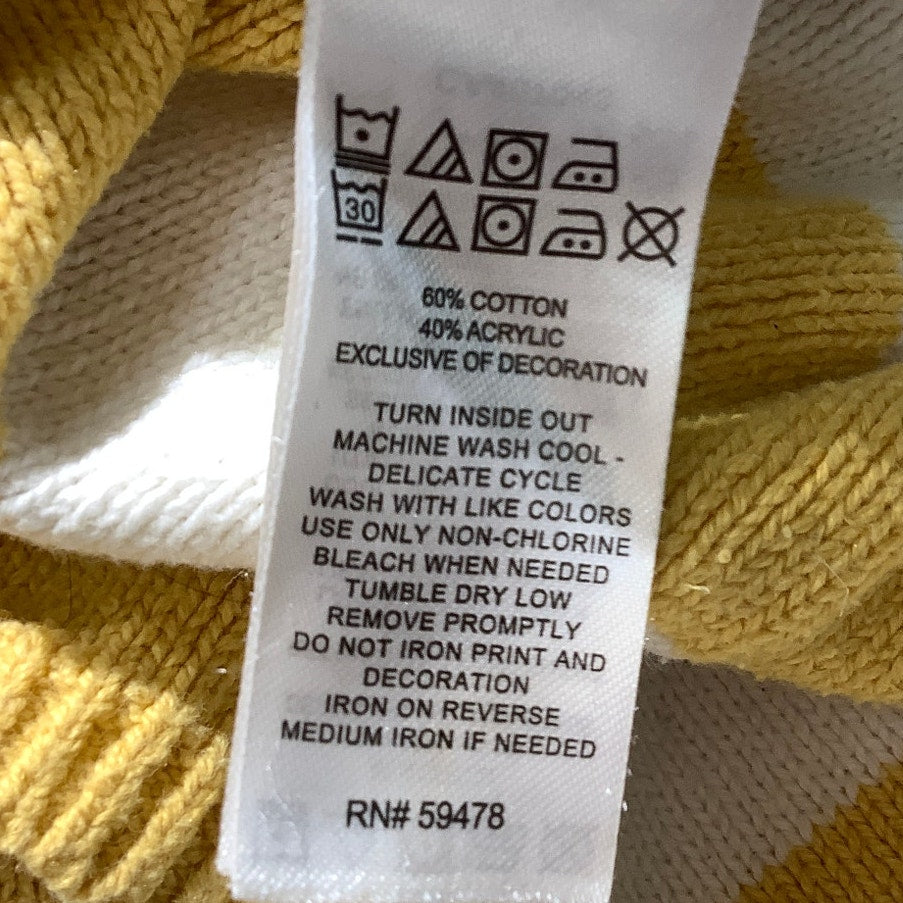 30
60% COTTON
40% ACRYLIC
EXCLUSIVE OF DECORATION
TURN INSIDE OUT
MACHINE WASH COOL -
DELICATE CYCLE
WASH WITH LIKE COLORS
USE ONLY NON-CHLORINE
BLEACH WHEN NEEDED
TUMBLE DRY LOW
REMOVE PROMPTLY
DO NOT IRON PRINT AND
DECORATION
IRON ON REVERSE
MEDIUM IRON IF NEEDED
RN# 59478